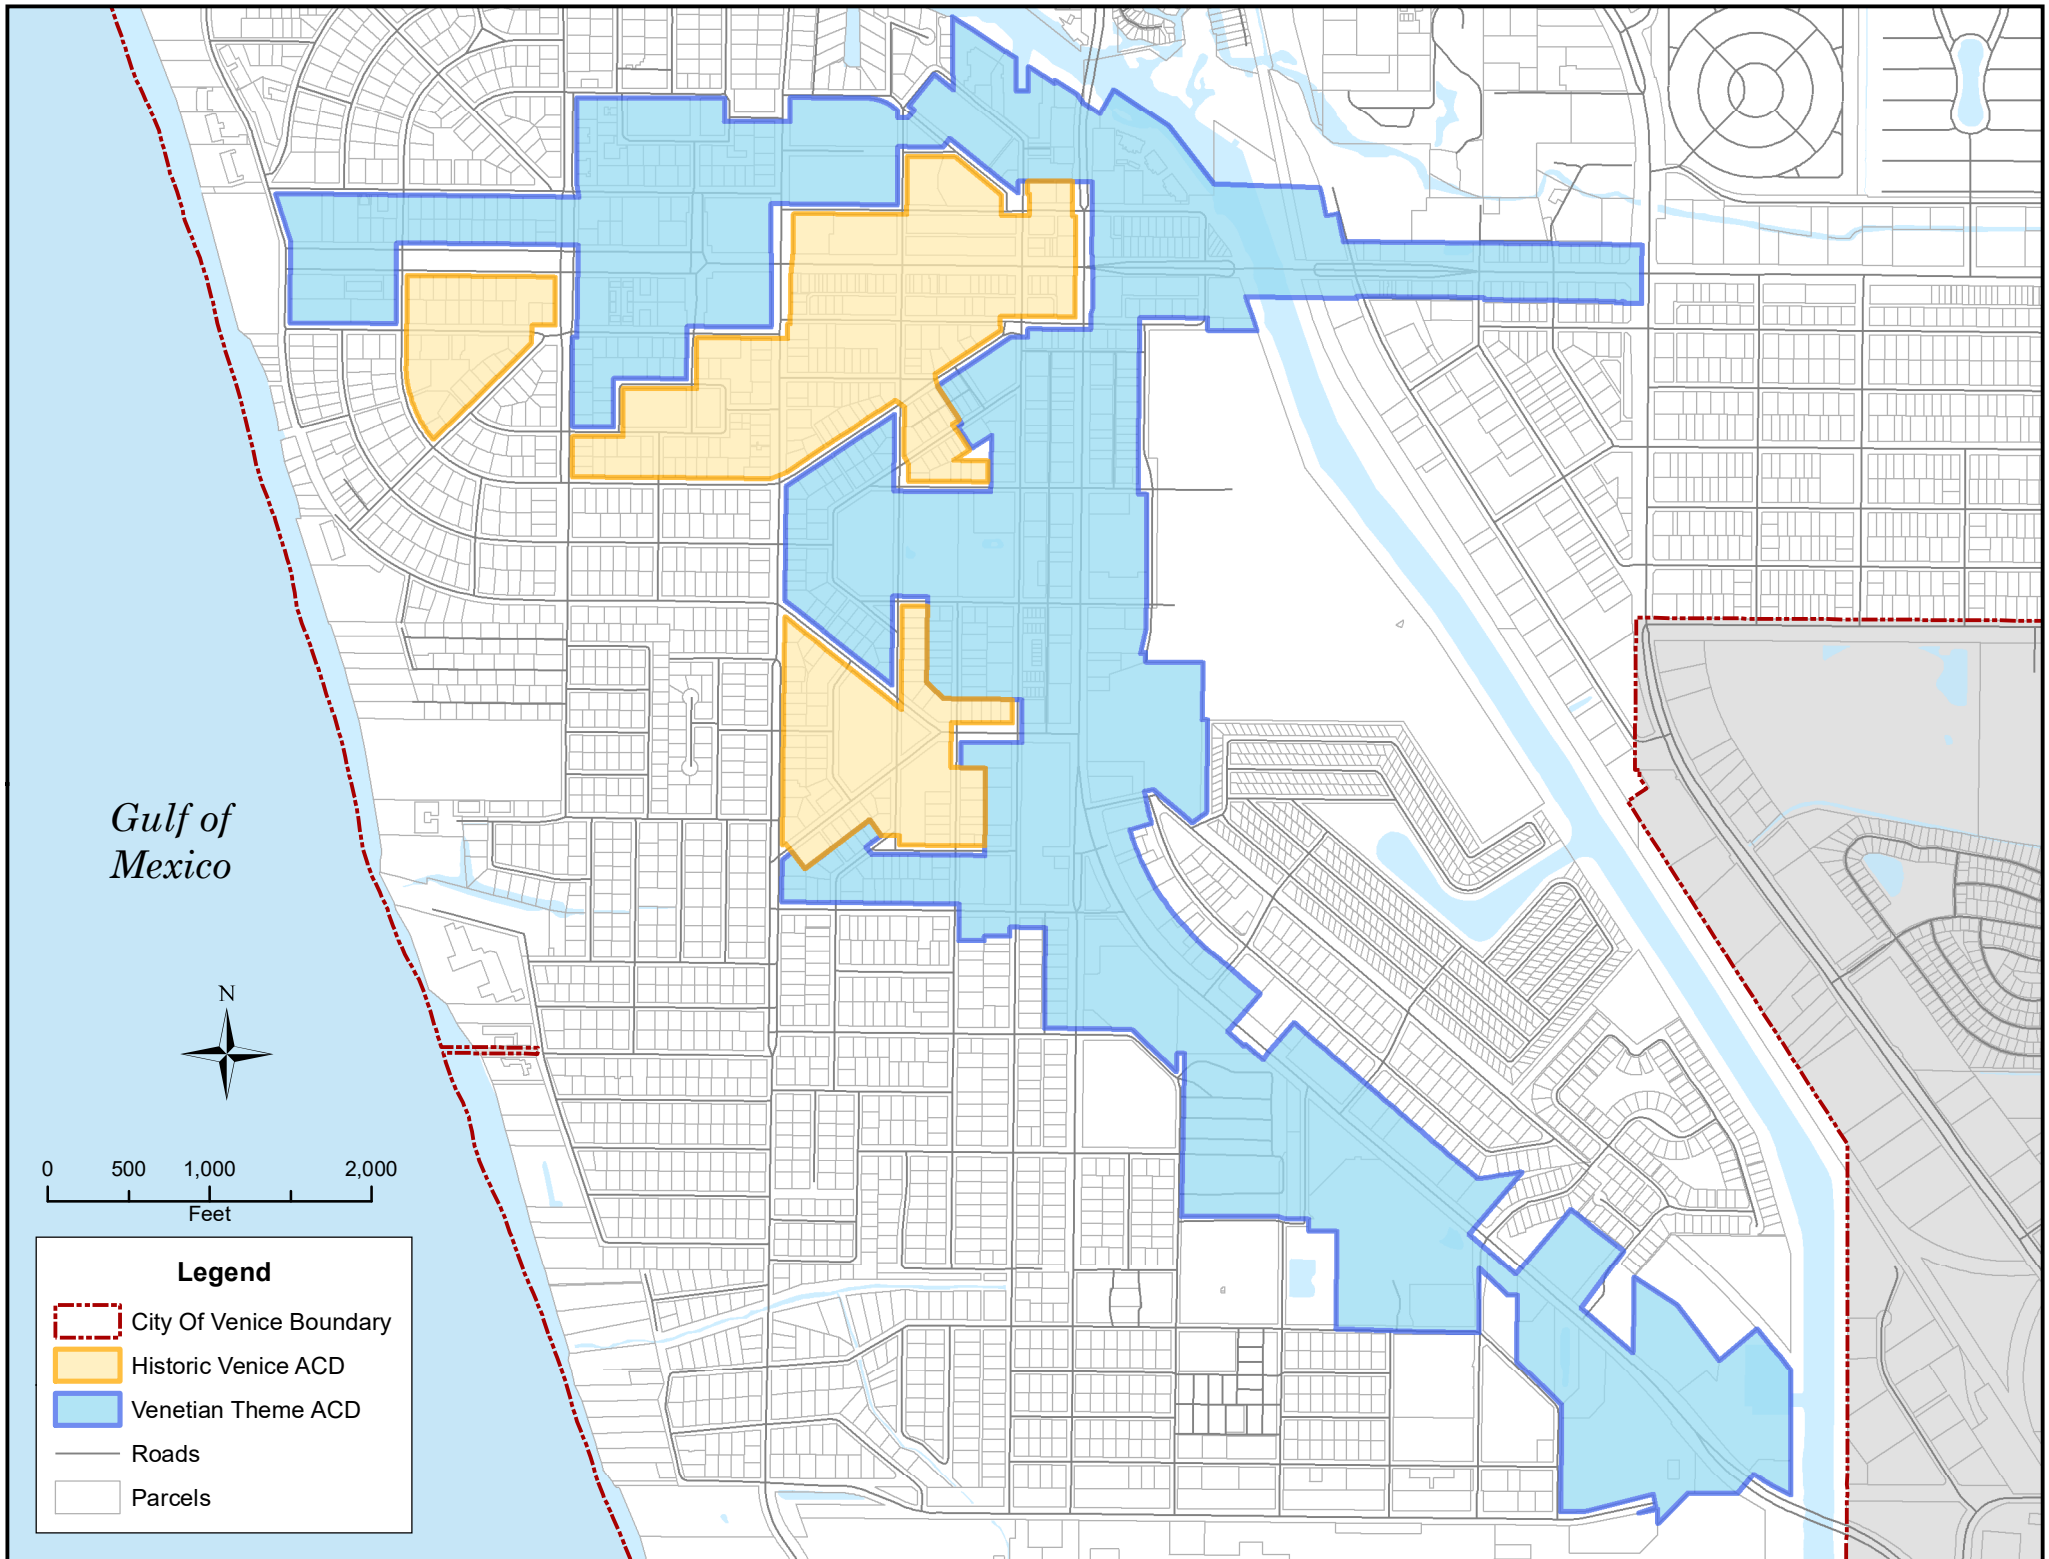 Gulf of
Mexico
N
0 500 1,000 2,000
Feet
Legend
City Of Venice Boundary
Historic Venice ACD
Venetian Theme ACD
Roads
Parcels